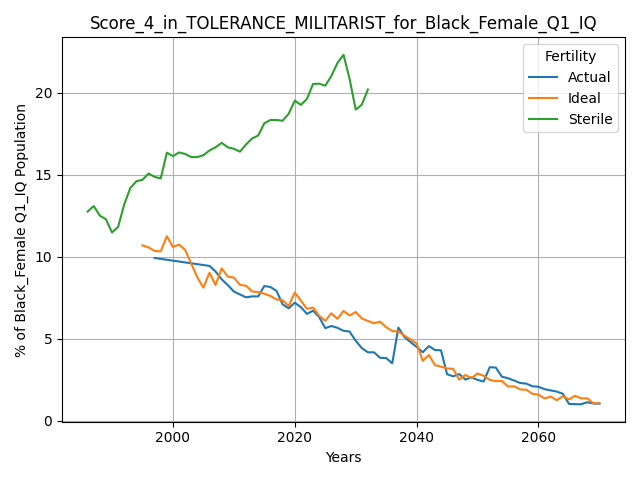 Score_4_in_TOLERANCE_MILITARIST_for_Black_Female_Q1_IQ
Fertility
Actual
Ideal
Sterile
% of Black_Female Q1_IQ Population
20
15
10
5
0
2000
2020
2040
2060
Years